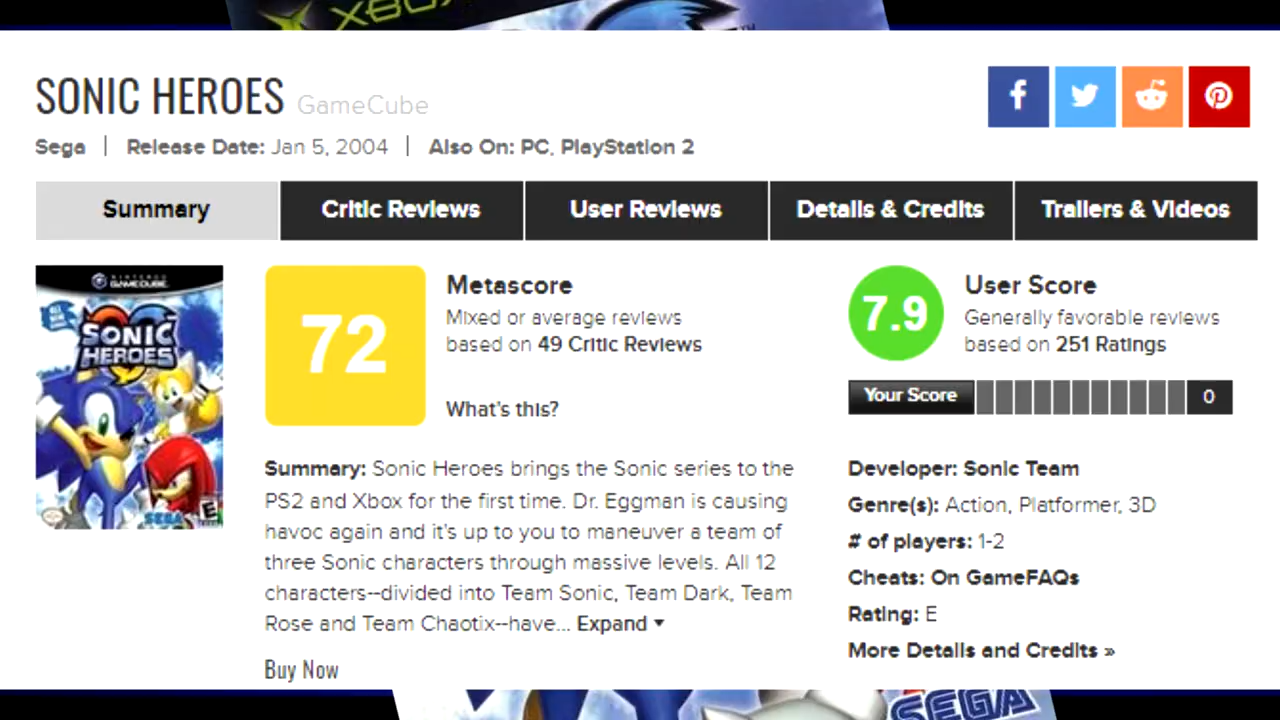 XBOX
TM
SONIC HEROES GameCube
Sega | Release Date: Jan 5, 2004 | Also On: PC, PlayStation 2
Summary Critic Reviews User Reviews Details & Credits Trailers & Videos
NINTENDO
GAMECUBE
SONIC
HEROES
SEGA
E
72
Metascore
Mixed or average reviews
based on 49 Critic Reviews
What's this?
7.9
User Score
Generally favorable reviews
based on 251 Ratings
Your Score 0
Summary: Sonic Heroes brings the Sonic series to the
PS2 and Xbox for the first time. Dr. Eggman is causing
havoc again and it's up to you to maneuver a team of
three Sonic characters through massive levels. All 12
characters--divided into Team Sonic, Team Dark, Team
Rose and Team Chaotix--have... Expand
Buy Now
Developer: Sonic Team
Genre(s): Action, Platformer, 3D
# of players: 1-2
Cheats: On GameFAQs
Rating: E
More Details and Credits »
SEGA